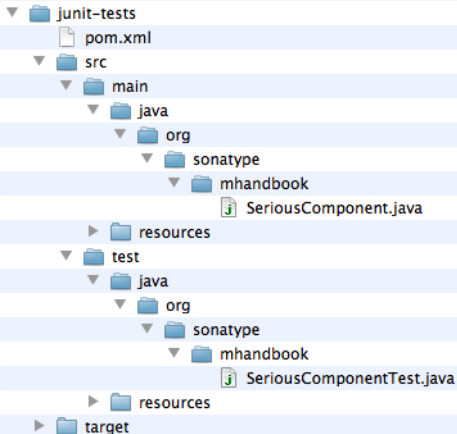 junit-tests
pom.xml
src
main
java
org
sonatype
mhandbook
SeriousComponent.java
resources
test
java
org
sonatype
mhandbook
SeriousComponentTest.java
resources
target